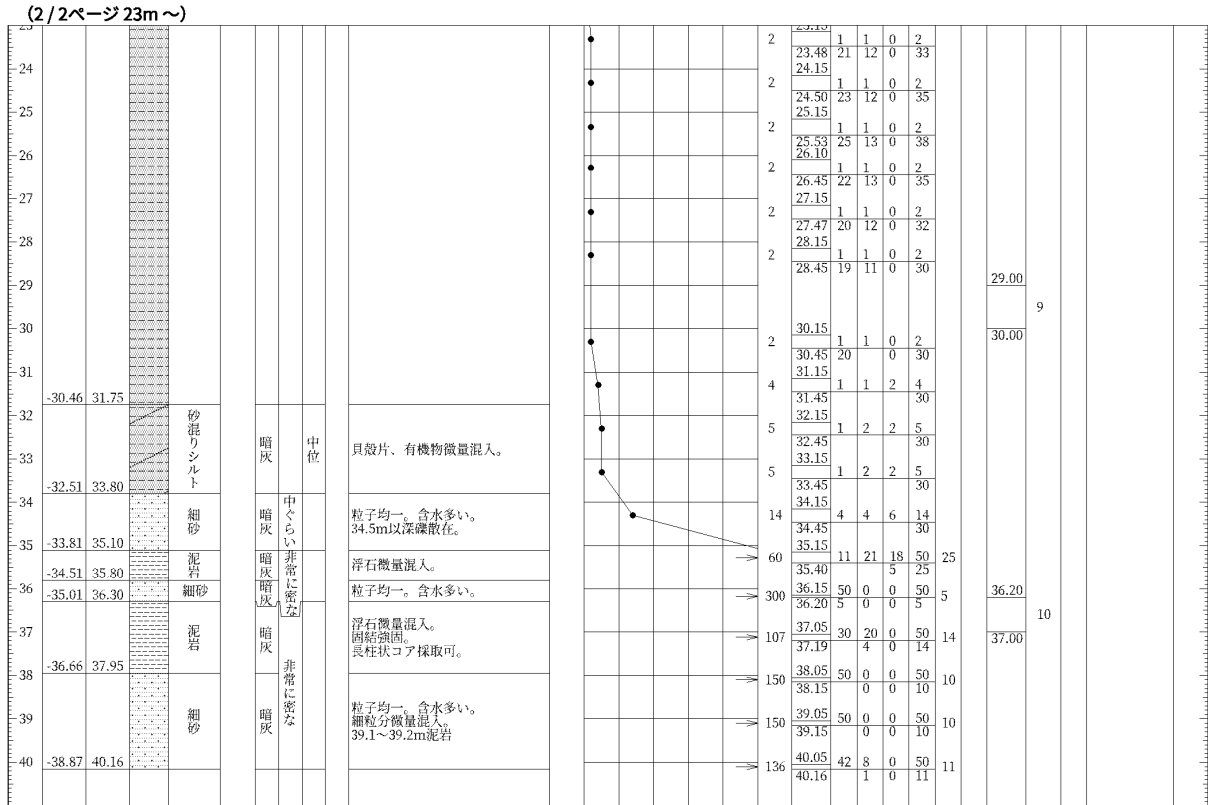 (2 / 2ページ 23m ～)
2 1 1 0 2
23.48 21 12 0 33
24 24.15
2 1 1 0 2
24.50 23 12 0 35
25 25.15
2 1 1 0 2
25.53 25 13 0 38
26 26.10
2 1 1 0 2
26.45 22 13 0 35
27 27.15
2 1 1 0 2
27.47 20 12 0 32
28 28.15
2 1 1 0 2
28.45 19 11 0 30
29 29.00
9
30 30.15 30.00
2 1 1 0 2
30.45 20 0 30
31 31.15
4 1 1 2 4
-30.46 31.75 31.45 30
32 32.15
5 1 2 2 5
砂混りシルト 暗灰 中位 貝殻片、有機物微量混入。
32.45 30
33 33.15
5 1 2 2 5
-32.51 33.80 33.45 30
34 34.15
細砂 暗灰 中ぐらい 粒子均一。含水多い。
34.5m以深礫散在。
14 4 4 6 14
34.45 30
-33.81 35.10
35 35.15
60 11 21 18 50 25
泥岩 暗灰 非常に密な 浮石微量混入。
35.40 5 25
-34.51 35.80
36 36.15 50 0 0 50 36.20
細砂 暗灰 粒子均一。含水多い。
300 5
-35.01 36.30 36.20 5 0 0 5
10
泥岩 暗灰 浮石微量混入。
固結強固。
長柱状コア採取可。
37 37.05 30 20 0 50 37.00
107 14
37.19 4 0 14
-36.66 37.95
38 38.05 50 0 0 50
150 10
38.15 0 0 10
細砂 暗灰 非常に密な 粒子均一。含水多い。
細粒分微量混入。
39.1～39.2m泥岩
39 39.05 50 0 0 50
150 10
39.15 0 0 10
40 -38.87 40.16 40.05 42 8 0 50
136 11
40.16 1 0 11